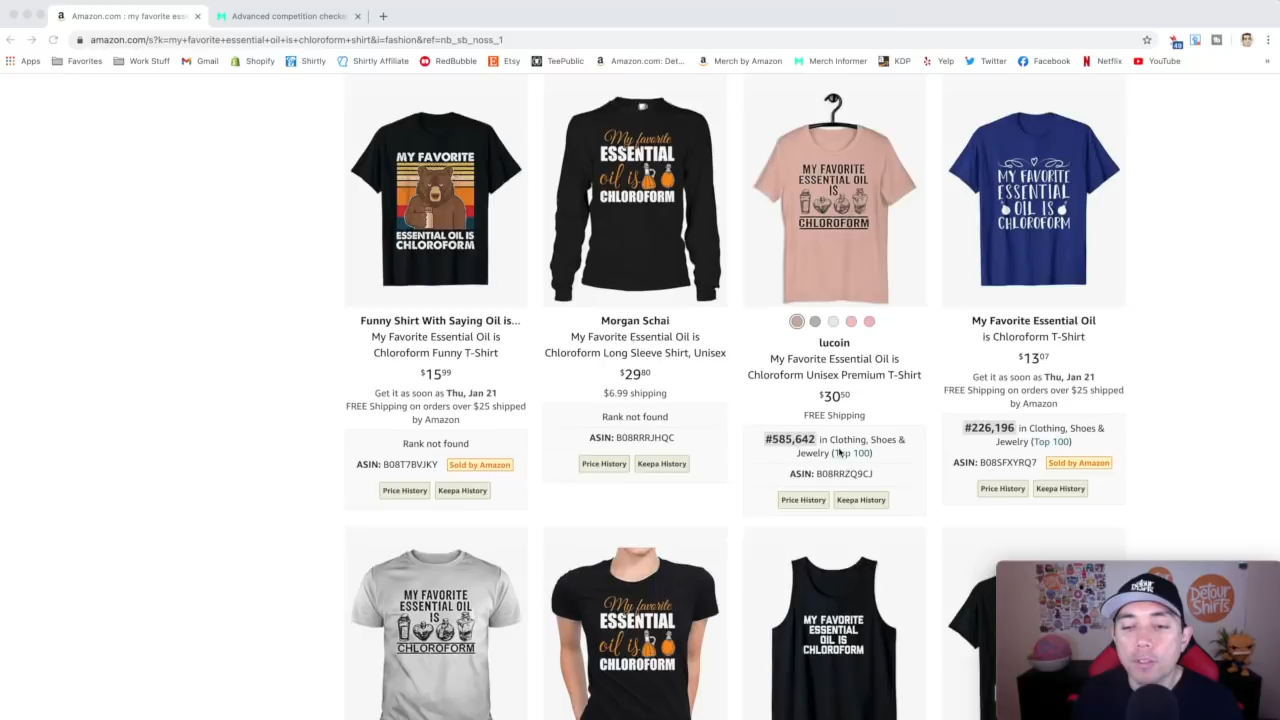 Amazon.com : my favorite esse
Advanced competition checke
amazon.com/s?k=my+favorite+essential+oil+is+chloroform+shirt&i=fashion&ref=nb_sb_noss_1
Apps
Favorites
Work Stuff
Gmail
Shopify
Shirtly
Shirtly Affiliate
RedBubble
Etsy
TeePublic
Amazon.com: Det...
Merch by Amazon
Merch Informer
KDP
Yelp
Twitter
Facebook
Netflix
YouTube
»
MY FAVORITE
ESSENTIAL OIL IS
CHLOROFORM
Funny Shirt With Saying Oil is...
My Favorite Essential Oil is
Chloroform Funny T-Shirt
$1599
Get it as soon as Thu, Jan 21
FREE Shipping on orders over $25 shipped
by Amazon
Rank not found
ASIN: B08T7BVJKY Sold by Amazon
Price History Keepa History
My favorite
ESSENTIAL
oil is
CHLOROFORM
Morgan Schai
My Favorite Essential Oil is
Chloroform Long Sleeve Shirt, Unisex
$2980
$6.99 shipping
Rank not found
ASIN: B08RRRJHQC
Price History Keepa History
MY FAVORITE
ESSENTIAL OIL
IS
CHLOROFORM
lucoin
My Favorite Essential Oil is
Chloroform Unisex Premium T-Shirt
$3050
FREE Shipping
#585,642 in Clothing, Shoes &
Jewelry (Top 100)
ASIN: B08RRZQ9CJ
Price History Keepa History
MY FAVORITE
ESSENTIAL
OIL IS
CHLOROFORM
My Favorite Essential Oil
is Chloroform T-Shirt
$1307
Get it as soon as Thu, Jan 21
FREE Shipping on orders over $25 shipped
by Amazon
#226,196 in Clothing, Shoes &
Jewelry (Top 100)
ASIN: B08SFXYRQ7 Sold by Amazon
Price History Keepa History
MY FAVORITE
ESSENTIAL OIL
IS
CHLOROFORM
My favorite
ESSENTIAL
oil is
CHLOROFORM
MY FAVORITE
ESSENTIAL
OIL IS
CHLOROFORM
DETOUR
SHIRTS
Detour
Shirts